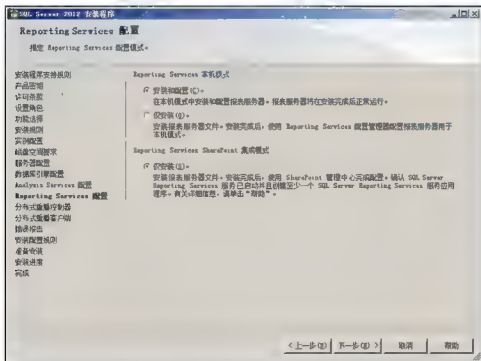 SQL Server 2012 安装程序
Reporting Services 配置
指定 Reporting Services 配置模式。
安装程序支持规则
产品密钥
许可条款
设置角色
功能选择
安装规则
实例配置
磁盘空间要求
服务器配置
数据库引擎配置
Analysis Services 配置
Reporting Services 配置
分布式重播控制器
分布式重播客户端
错误报告
安装配置规则
准备安装
安装进度
完成
Reporting Services 本机模式
安装和配置(C)。
在本机模式中安装和配置报表服务器。报表服务器将在安装完成后正常运行。
仅安装(O)。
安装报表服务器文件。安装完成后，使用 Reporting Services 配置管理器配置报表服务器用于
本机模式。
Reporting Services SharePoint 集成模式
仅安装(I)。
安装报表服务器文件。安装完成后，使用 SharePoint 管理中心完成配置。确认 SQL Server
Reporting Services 服务已启动并且创建至少一个 SQL Server Reporting Services 服务应用
程序。有关详细信息，请单击"帮助"。
<上一步(B)
下一步(N)>
取消
帮助